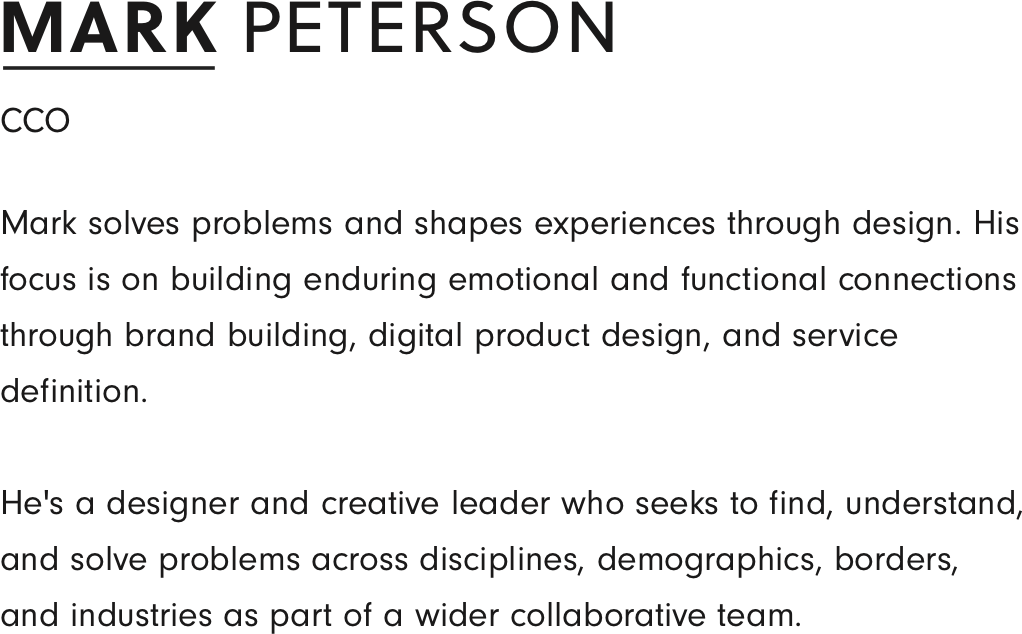 MARK PETERSON
CCO
Mark solves problems and shapes experiences through design. His
focus is on building enduring emotional and functional connections
through brand building, digital product design, and service
definition.
He's a designer and creative leader who seeks to find, understand,
and solve problems across disciplines, demographics, borders,
and industries as part of a wider collaborative team.